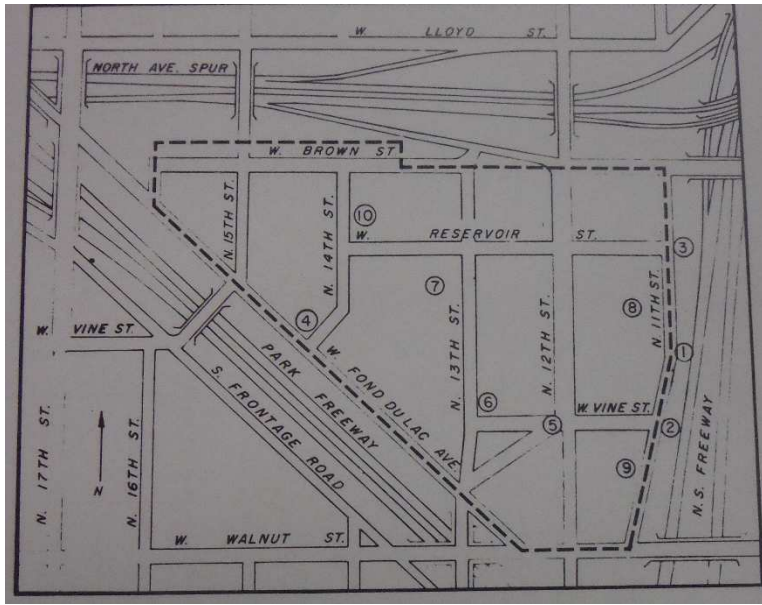 W. LLOYD ST.
NORTH AVE. SPUR
W. BROWN ST.
10
N. 15TH ST.
N. 14TH ST.
W. RESERVOIR ST.
3
7
8
N. 11TH ST.
4
N. 13TH ST.
N. 12TH ST.
1
W. VINE ST.
W. FOND DU LAC AVE.
PARK FREEWAY
S. FRONTAGE ROAD
6
W. VINE ST.
5
2
N. 17TH ST.
N. 16TH ST.
N
9
N.S. FREEWAY
W. WALNUT ST.